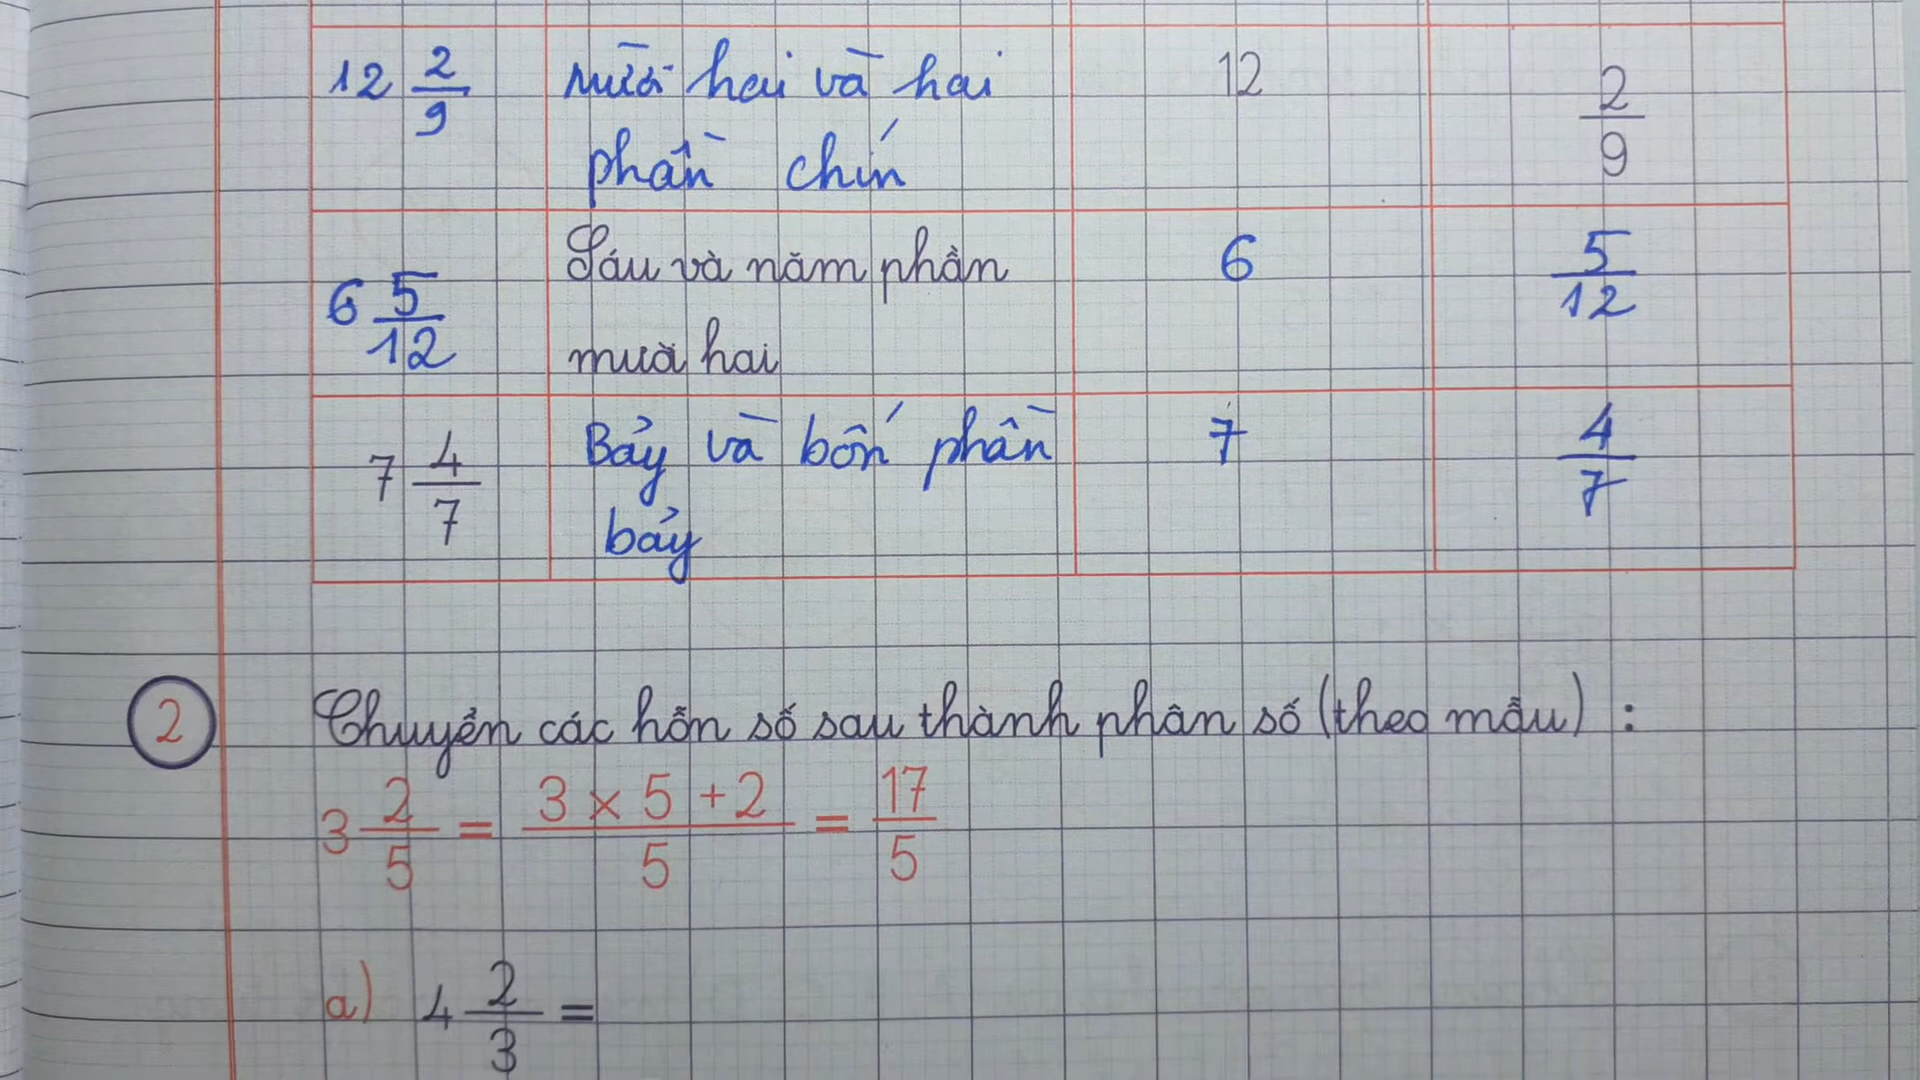 12 2/9 mười hai và hai phần chín 12 2/9
6 5/12 Sáu và năm phần mười hai 6 5/12
7 4/7 Bảy và bốn phần bảy 7 4/7
2 Chuyển các hỗn số sau thành phân số (theo mẫu) :
3 2/5 = (3 × 5 + 2)/5 = 17/5
a) 4 2/3 =